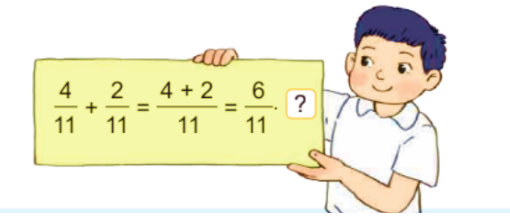 4/11 + 2/11 = (4 + 2)/11 = 6/11. ?